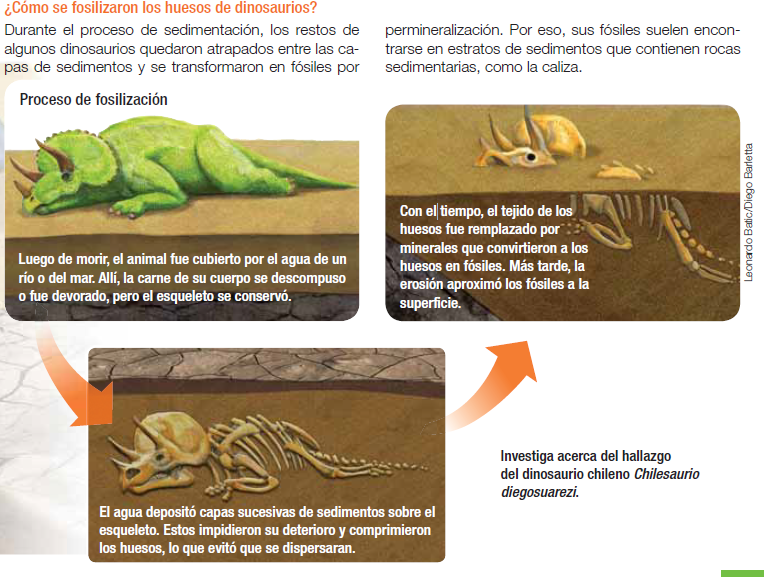 ¿Cómo se fosilizaron los huesos de dinosaurios?
Durante el proceso de sedimentación, los restos de
algunos dinosaurios quedaron atrapados entre las ca-
pas de sedimentos y se transformaron en fósiles por
permineralización. Por eso, sus fósiles suelen encon-
trarse en estratos de sedimentos que contienen rocas
sedimentarias, como la caliza.
Proceso de fosilización
Luego de morir, el animal fue cubierto por el agua de un
río o del mar. Allí, la carne de su cuerpo se descompuso
o fue devorado, pero el esqueleto se conservó.
El agua depositó capas sucesivas de sedimentos sobre el
esqueleto. Estos impidieron su deterioro y comprimieron
los huesos, lo que evitó que se dispersaran.
Con el tiempo, el tejido de los
huesos fue remplazado por
minerales que convirtieron a los
huesos en fósiles. Más tarde, la
erosión aproximó los fósiles a la
superficie.
Leonardo Batic/Diego Barletta
Investiga acerca del hallazgo
del dinosaurio chileno Chilesaurio
diegosuarezi.